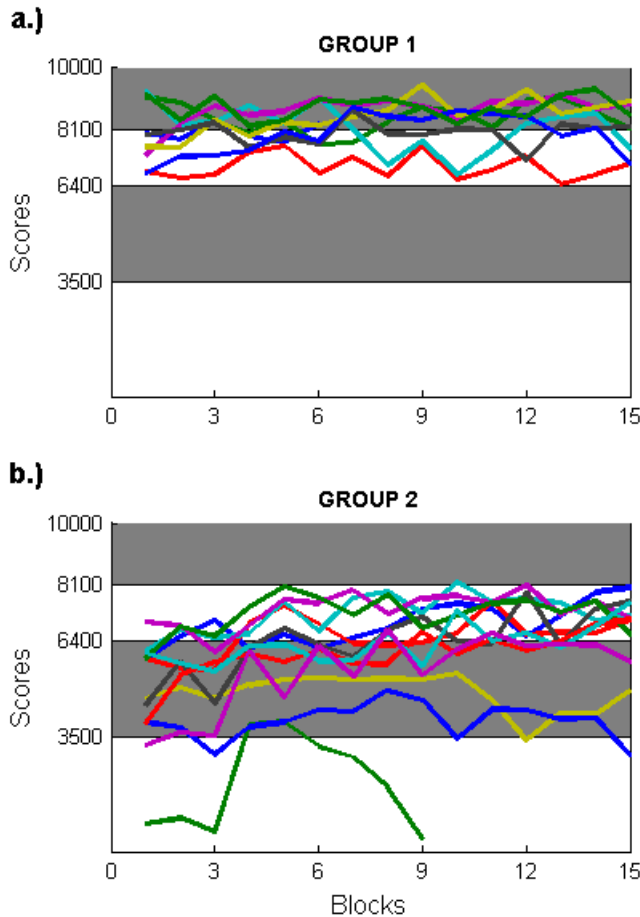 a.)
GROUP 1
10000
8100
6400
3500
Scores
0 3 6 9 12 15
b.)
GROUP 2
10000
8100
6400
3500
Scores
0 3 6 9 12 15
Blocks